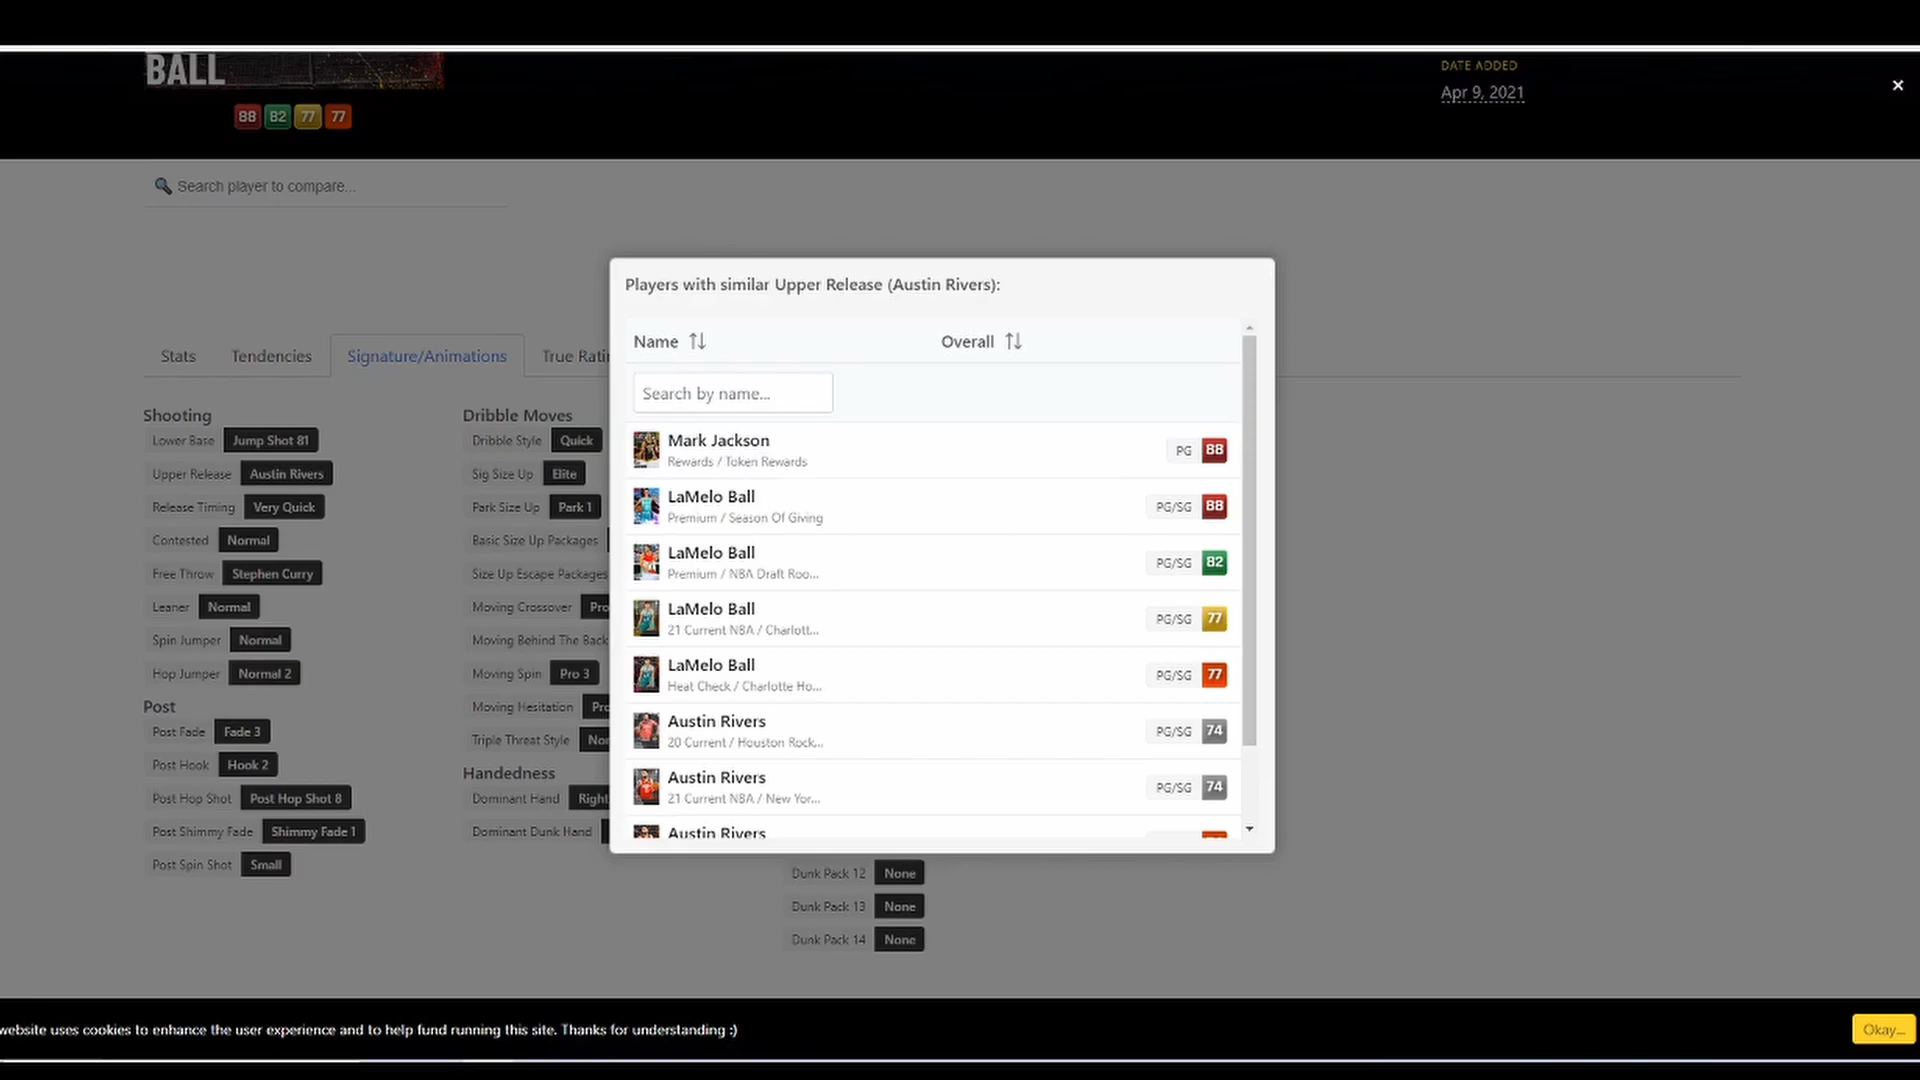 BALL
88 82 77 77
DATE ADDED
Apr 9, 2021
×
Search player to compare...
Stats
Tendencies
Signature/Animations
True Rati
Shooting
Lower Base Jump Shot 81
Upper Release Austin Rivers
Release Timing Very Quick
Contested Normal
Free Throw Stephen Curry
Leaner Normal
Spin Jumper Normal
Hop Jumper Normal 2
Post
Post Fade Fade 3
Post Hook Hook 2
Post Hop Shot Post Hop Shot 8
Post Shimmy Fade Shimmy Fade 1
Post Spin Shot Small
Dribble Moves
Dribble Style Quick
Sig Size Up Elite
Park Size Up Park 1
Basic Size Up Packages
Size Up Escape Packages
Moving Crossover Pro
Moving Behind The Back
Moving Spin Pro 3
Moving Hesitation Pro
Triple Threat Style Nor
Handedness
Dominant Hand Right
Dominant Dunk Hand
Players with similar Upper Release (Austin Rivers):
Name Overall
Search by name...
Mark Jackson
Rewards / Token Rewards
PG 88
LaMelo Ball
Premium / Season Of Giving
PG/SG 88
LaMelo Ball
Premium / NBA Draft Roo...
PG/SG 82
LaMelo Ball
21 Current NBA / Charlott...
PG/SG 77
LaMelo Ball
Heat Check / Charlotte Ho...
PG/SG 77
Austin Rivers
20 Current / Houston Rock...
PG/SG 74
Austin Rivers
21 Current NBA / New Yor...
PG/SG 74
Austin Rivers
Dunk Pack 12 None
Dunk Pack 13 None
Dunk Pack 14 None
website uses cookies to enhance the user experience and to help fund running this site. Thanks for understanding :)
Okay...